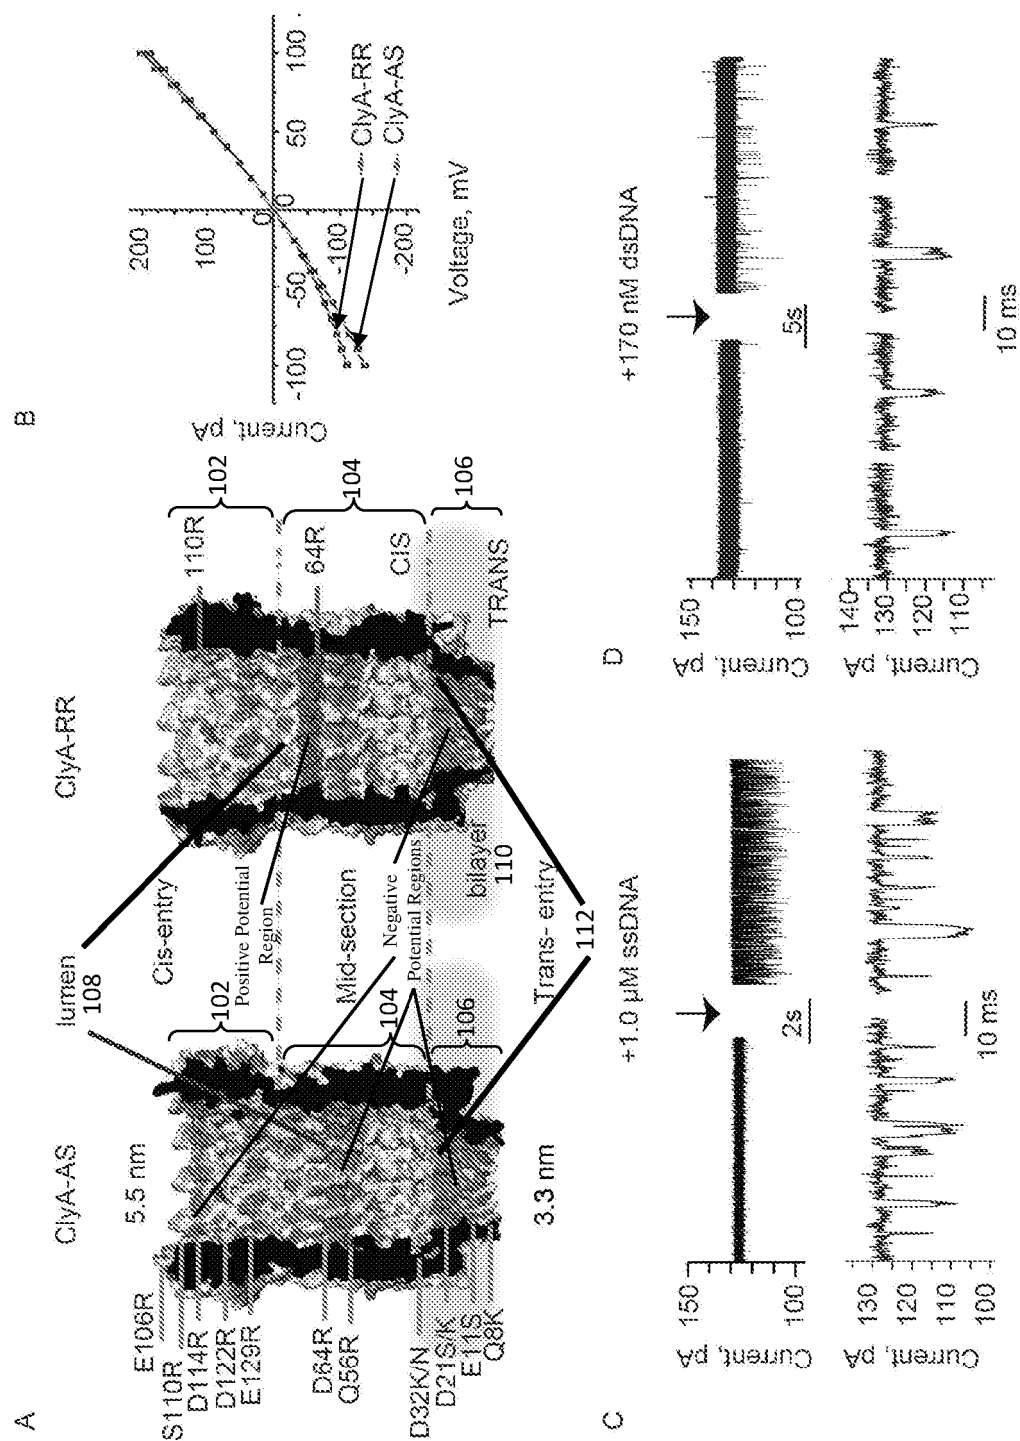 A
ClyA-AS
ClyA-RR
lumen
108
5.5 nm
Cis-entry
102
Positive Potential
Region
Mid-section
104
Negative
Potential Regions
106
bilayer
110
Trans- entry
112
3.3 nm
E106R
S110R
D114R
D122R
E129R
D64R
Q56R
D32K/N
D21S/K
E11S
Q8K
110R
102
64R
104
CIS
106
TRANS
B
Current, pA
200
100
0
-100
-200
-100
-50
0
50
100
ClyA-RR
ClyA-AS
Voltage, mV
C
+1.0 µM ssDNA
Current, pA
150
100
2s
Current, pA
130
120
110
100
10 ms
D
+170 nM dsDNA
Current, pA
150
100
5s
Current, pA
140
130
120
110
10 ms